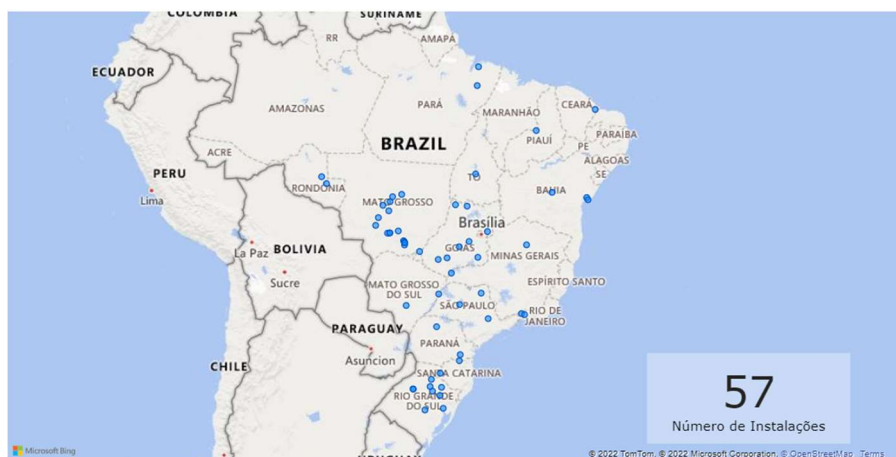 COLOMBIA
SURINAME
RR
AMAPÁ
ECUADOR
AMAZONAS
PARÁ
MARANHÃO
CEARÁ
BRAZIL
PIAUÍ
PARAÍBA
PE
ACRE
ALAGOAS
SE
PERU
RONDÔNIA
TO
BAHIA
Lima
MATO GROSSO
Brasília
La Paz
BOLIVIA
GOIÁS
MINAS GERAIS
Sucre
MATO GROSSO
DO SUL
ESPÍRITO SANTO
SÃO PAULO
RIO DE
JANEIRO
PARAGUAY
PARANÁ
Asuncion
CHILE
SANTA CATARINA
RIO GRANDE
DO SUL
57
Número de Instalações
URUGUAY
Microsoft Bing
© 2022 TomTom, © 2022 Microsoft Corporation, © OpenStreetMap Terms